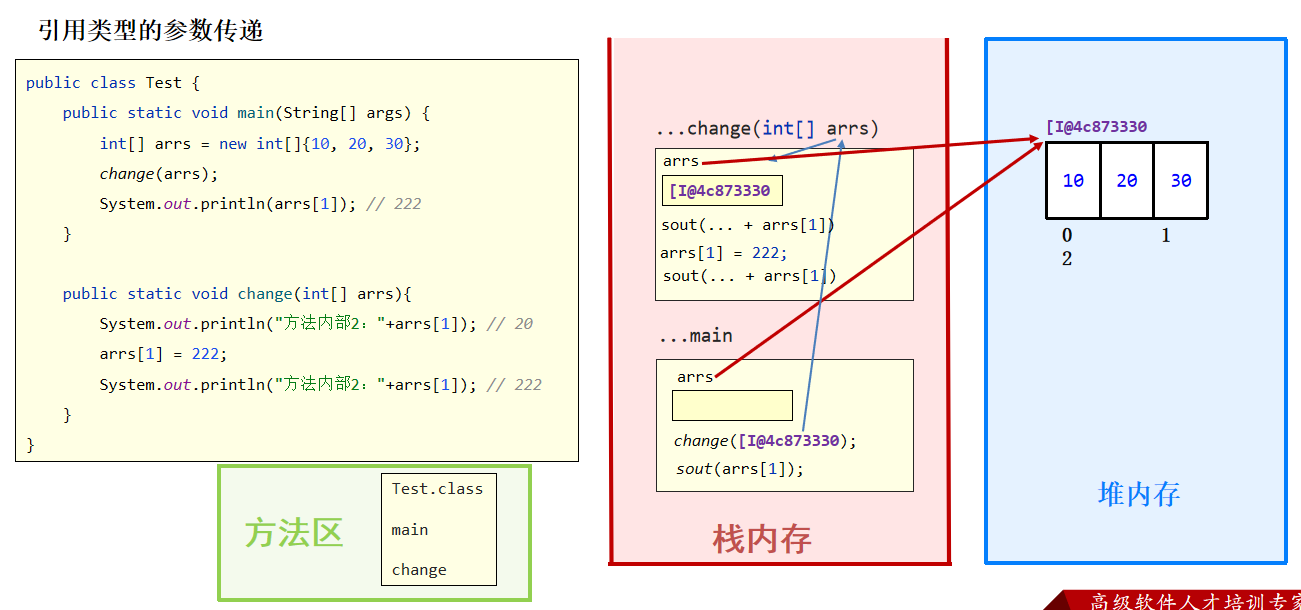 引用类型的参数传递
public class Test {
public static void main(String[] args) {
int[] arrs = new int[]{10, 20, 30};
change(arrs);
System.out.println(arrs[1]); // 222
}
public static void change(int[] arrs){
System.out.println("方法内部2："+arrs[1]); // 20
arrs[1] = 222;
System.out.println("方法内部2："+arrs[1]); // 222
}
}
方法区
Test.class
main
change
...change(int[] arrs)
arrs
[I@4c873330
sout(... + arrs[1])
arrs[1] = 222;
sout(... + arrs[1])
...main
arrs
change([I@4c873330);
sout(arrs[1]);
栈内存
[I@4c873330
10 20 30
0 1
2
堆内存
高级软件人才培训专家